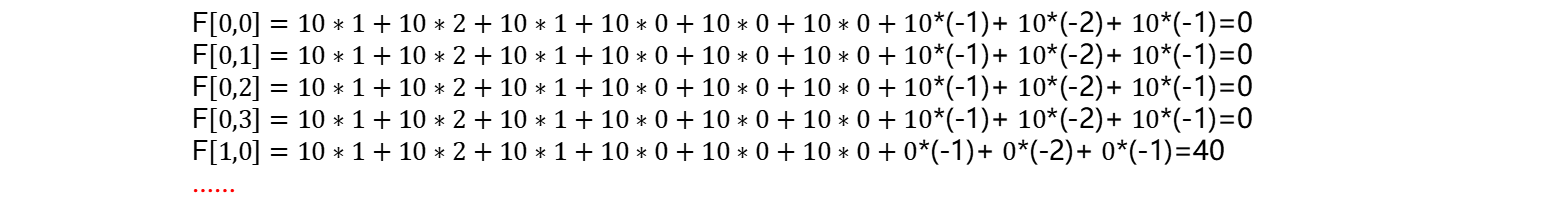 F[0,0] = 10 ∗ 1 + 10 ∗ 2 + 10 ∗ 1 + 10 ∗ 0 + 10 ∗ 0 + 10 ∗ 0 + 10*(-1)+ 10*(-2)+ 10*(-1)=0
F[0,1] = 10 ∗ 1 + 10 ∗ 2 + 10 ∗ 1 + 10 ∗ 0 + 10 ∗ 0 + 10 ∗ 0 + 10*(-1)+ 10*(-2)+ 10*(-1)=0
F[0,2] = 10 ∗ 1 + 10 ∗ 2 + 10 ∗ 1 + 10 ∗ 0 + 10 ∗ 0 + 10 ∗ 0 + 10*(-1)+ 10*(-2)+ 10*(-1)=0
F[0,3] = 10 ∗ 1 + 10 ∗ 2 + 10 ∗ 1 + 10 ∗ 0 + 10 ∗ 0 + 10 ∗ 0 + 10*(-1)+ 10*(-2)+ 10*(-1)=0
F[1,0] = 10 ∗ 1 + 10 ∗ 2 + 10 ∗ 1 + 10 ∗ 0 + 10 ∗ 0 + 10 ∗ 0 + 0*(-1)+ 0*(-2)+ 0*(-1)=40
......